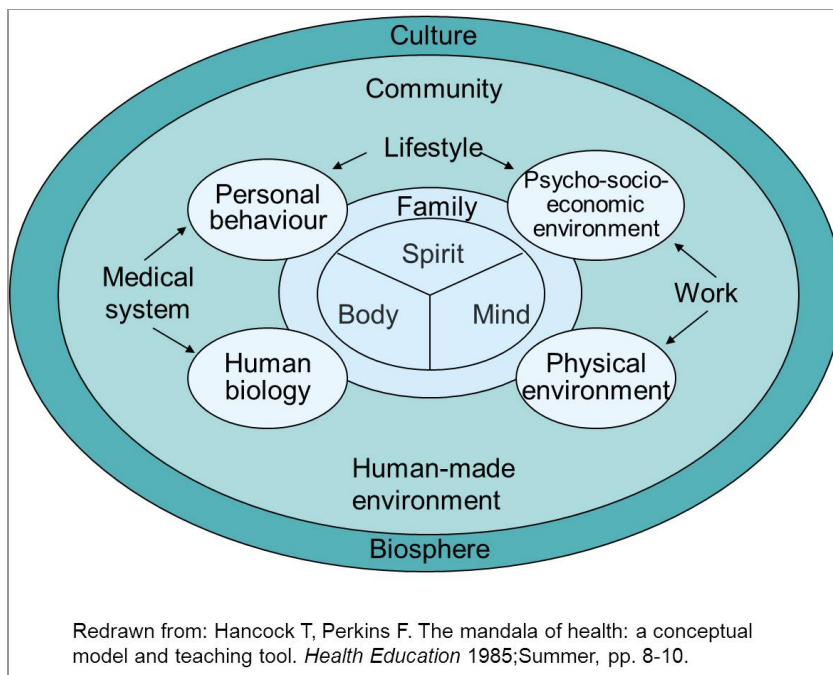 Culture
Community
Lifestyle
Personal
behaviour
Psycho-socio-
economic
environment
Family
Spirit
Medical
system
Body
Mind
Work
Human
biology
Physical
environment
Human-made
environment
Biosphere
Redrawn from: Hancock T, Perkins F. The mandala of health: a conceptual
model and teaching tool. Health Education 1985;Summer, pp. 8-10.